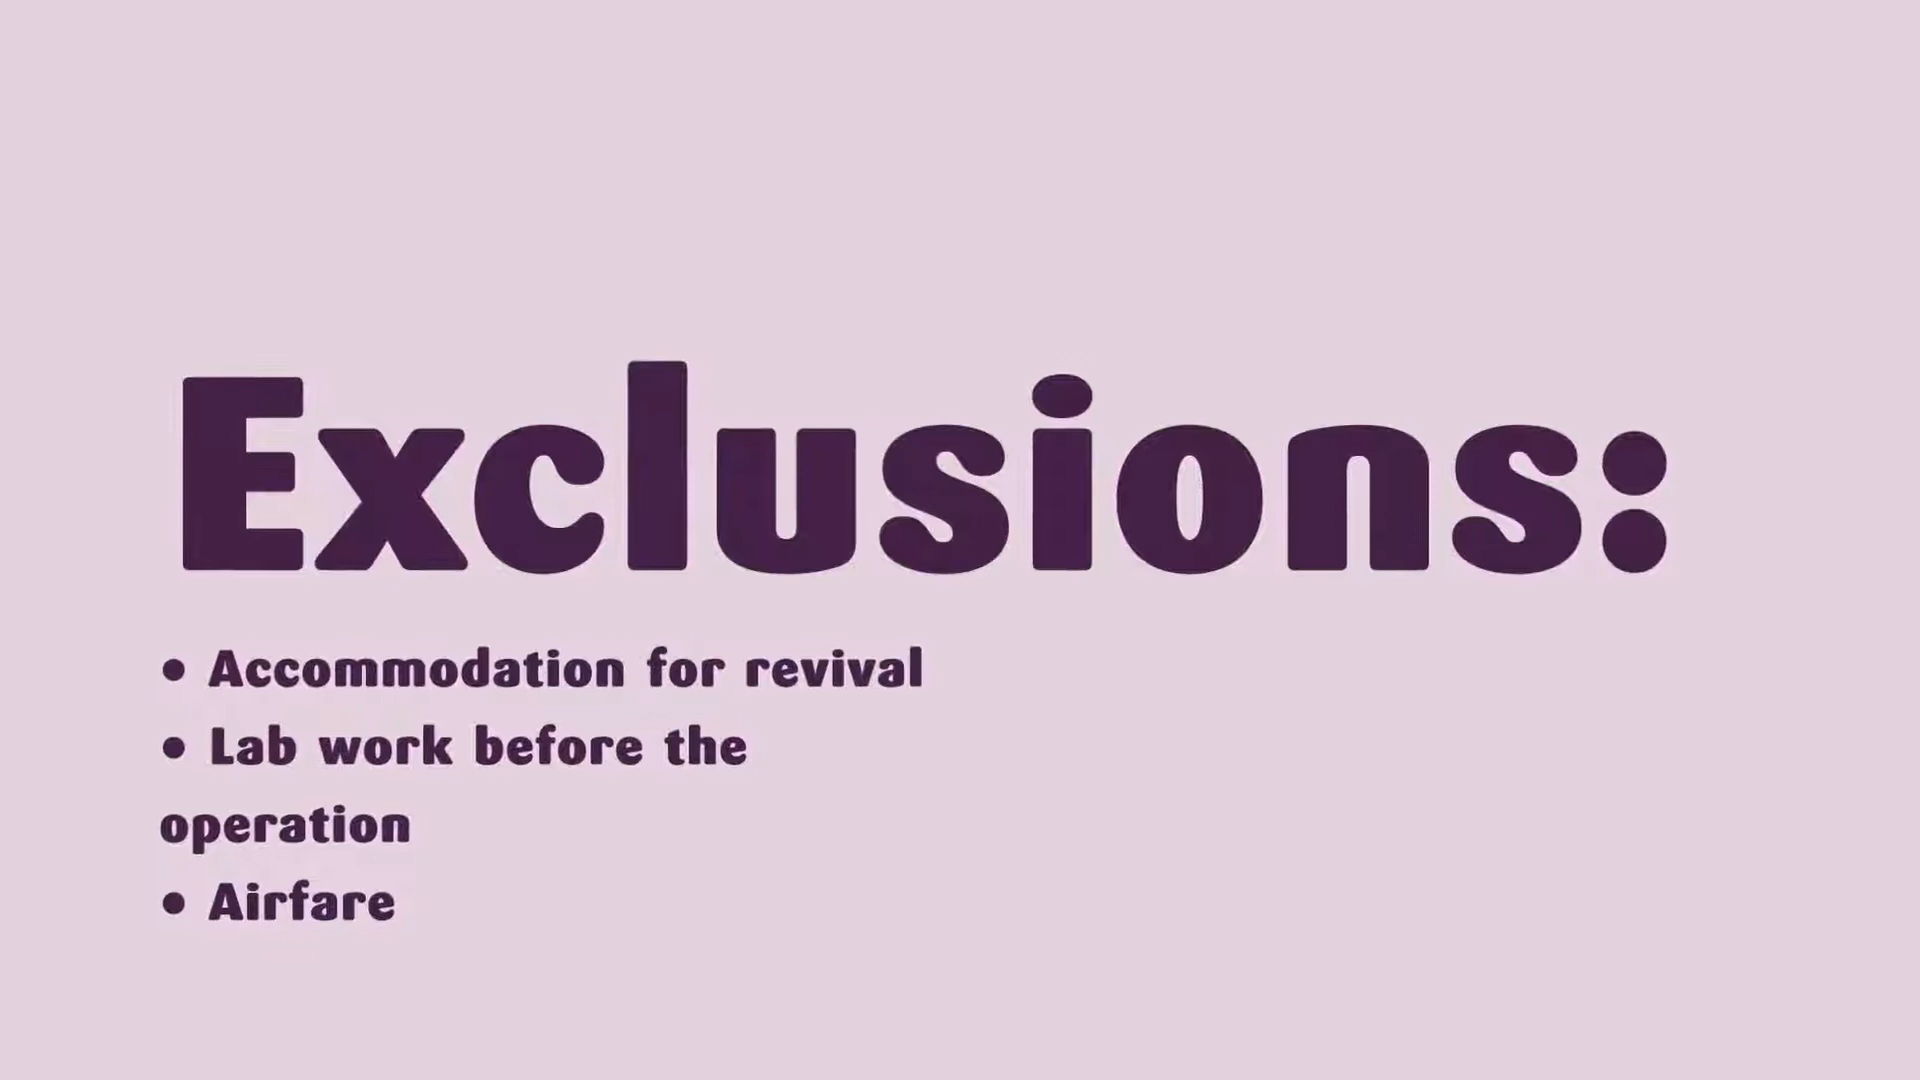 Exclusions:
• Accommodation for revival
• Lab work before the
operation
• Airfare